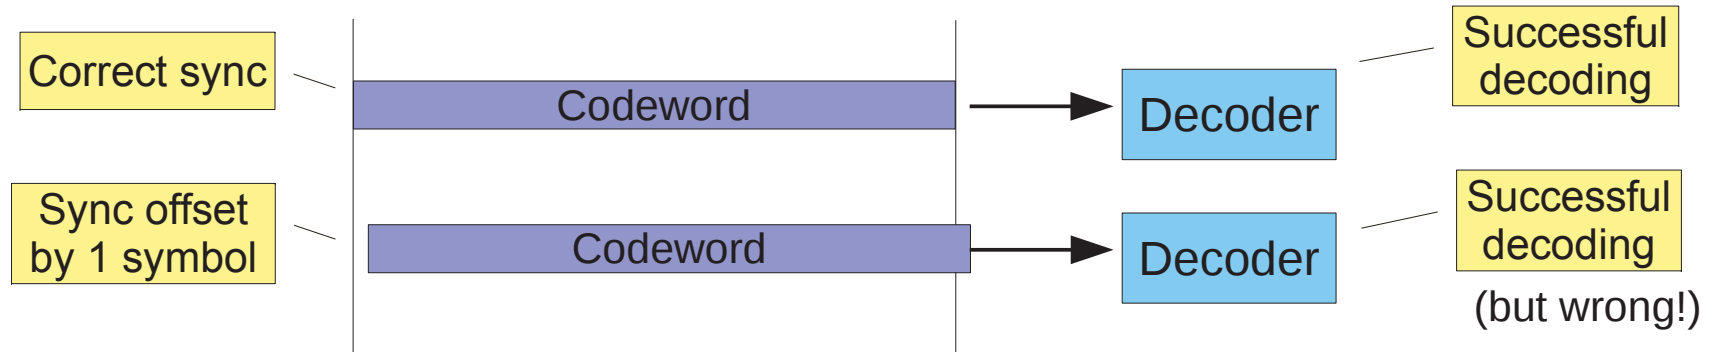 Correct sync
Codeword
Decoder
Successful
decoding
Sync offset
by 1 symbol
Codeword
Decoder
Successful
decoding
(but wrong!)